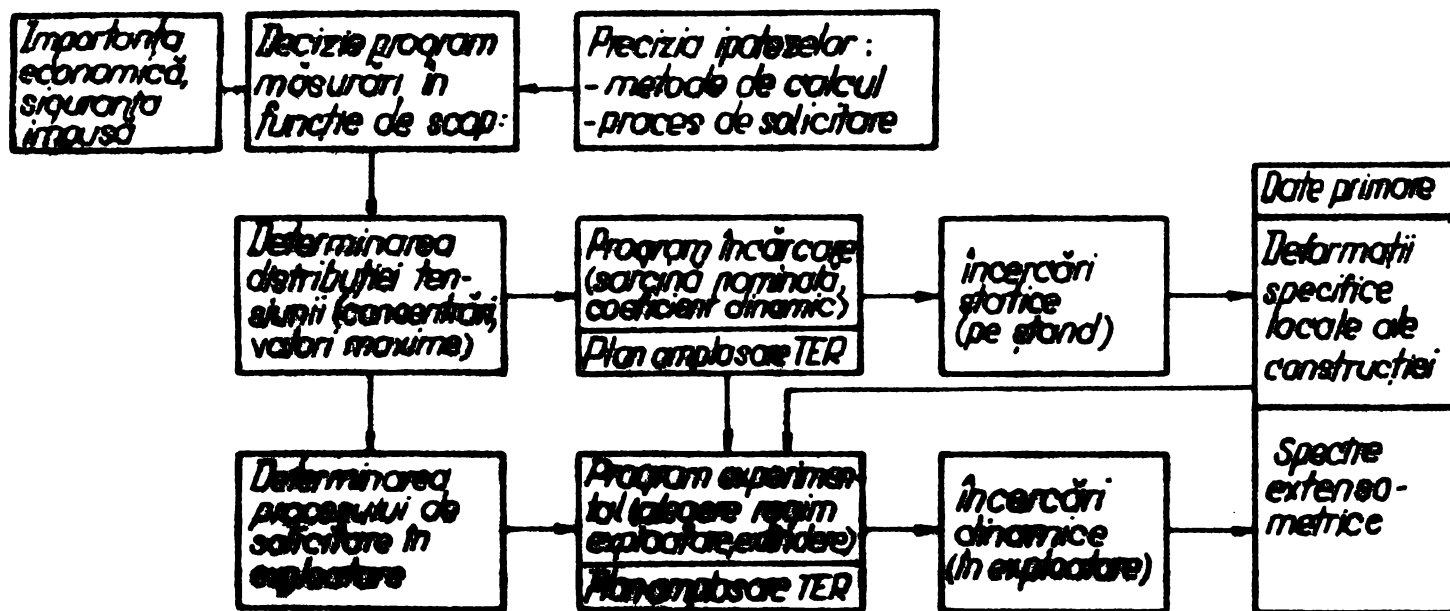 Importanța
economică,
siguranța
impusă
Decizie program
măsurări în
funcție de scop:
Precizia ipotezelor :
- metode de calcul
- proces de solicitare
Determinarea
distribuției ten-
siunii (concentrări,
valori maxime)
Program încărcare
(sarcină nominală,
coeficient dinamic)
Plan amplasare TER
încercări
statice
(pe stand)
Date primare
Deformații
specifice
locale ale
construcției
Determinarea
procesului de
solicitare în
exploatare
Program experimen-
tal (alegere regim
exploatare, extindere)
Plan amplasare TER
încercări
dinamice
(în exploatare)
Spectre
extenso-
metrice